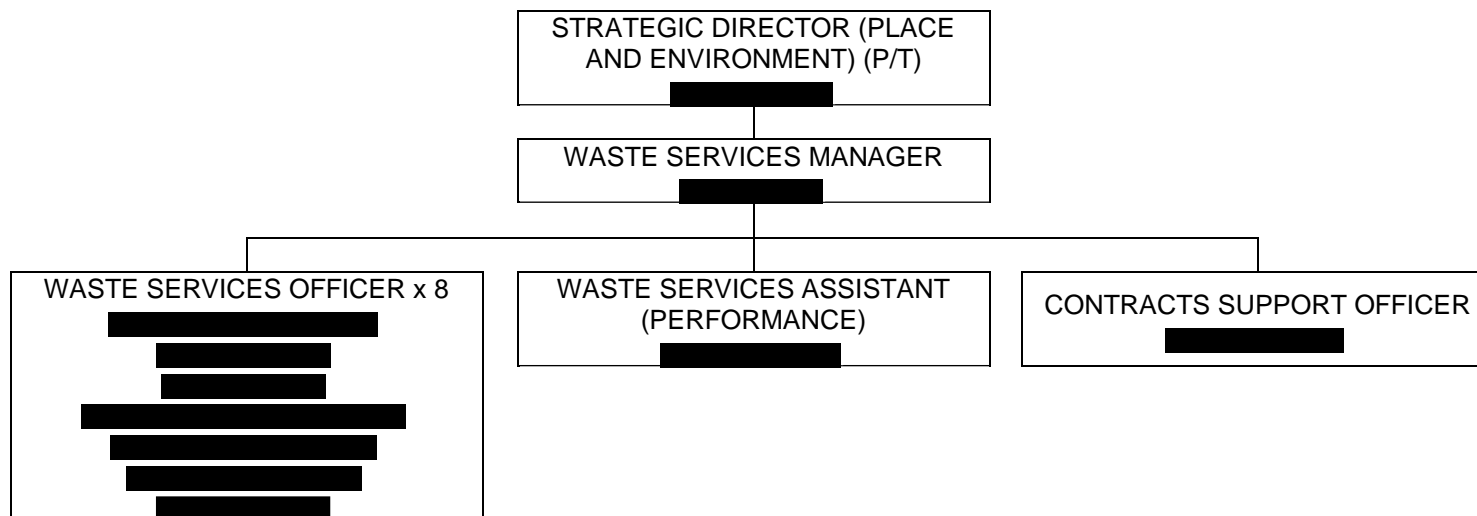 STRATEGIC DIRECTOR (PLACE
AND ENVIRONMENT) (P/T)
WASTE SERVICES MANAGER
WASTE SERVICES OFFICER x 8
WASTE SERVICES ASSISTANT
(PERFORMANCE)
CONTRACTS SUPPORT OFFICER